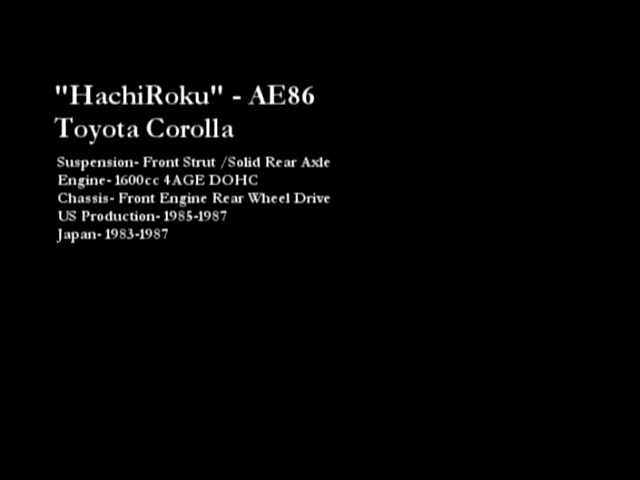 "HachiRoku" - AE86
Toyota Corolla
Suspension- Front Strut /Solid Rear Axle
Engine- 1600cc 4AGE DOHC
Chassis- Front Engine Rear Wheel Drive
US Production- 1985-1987
Japan- 1983-1987